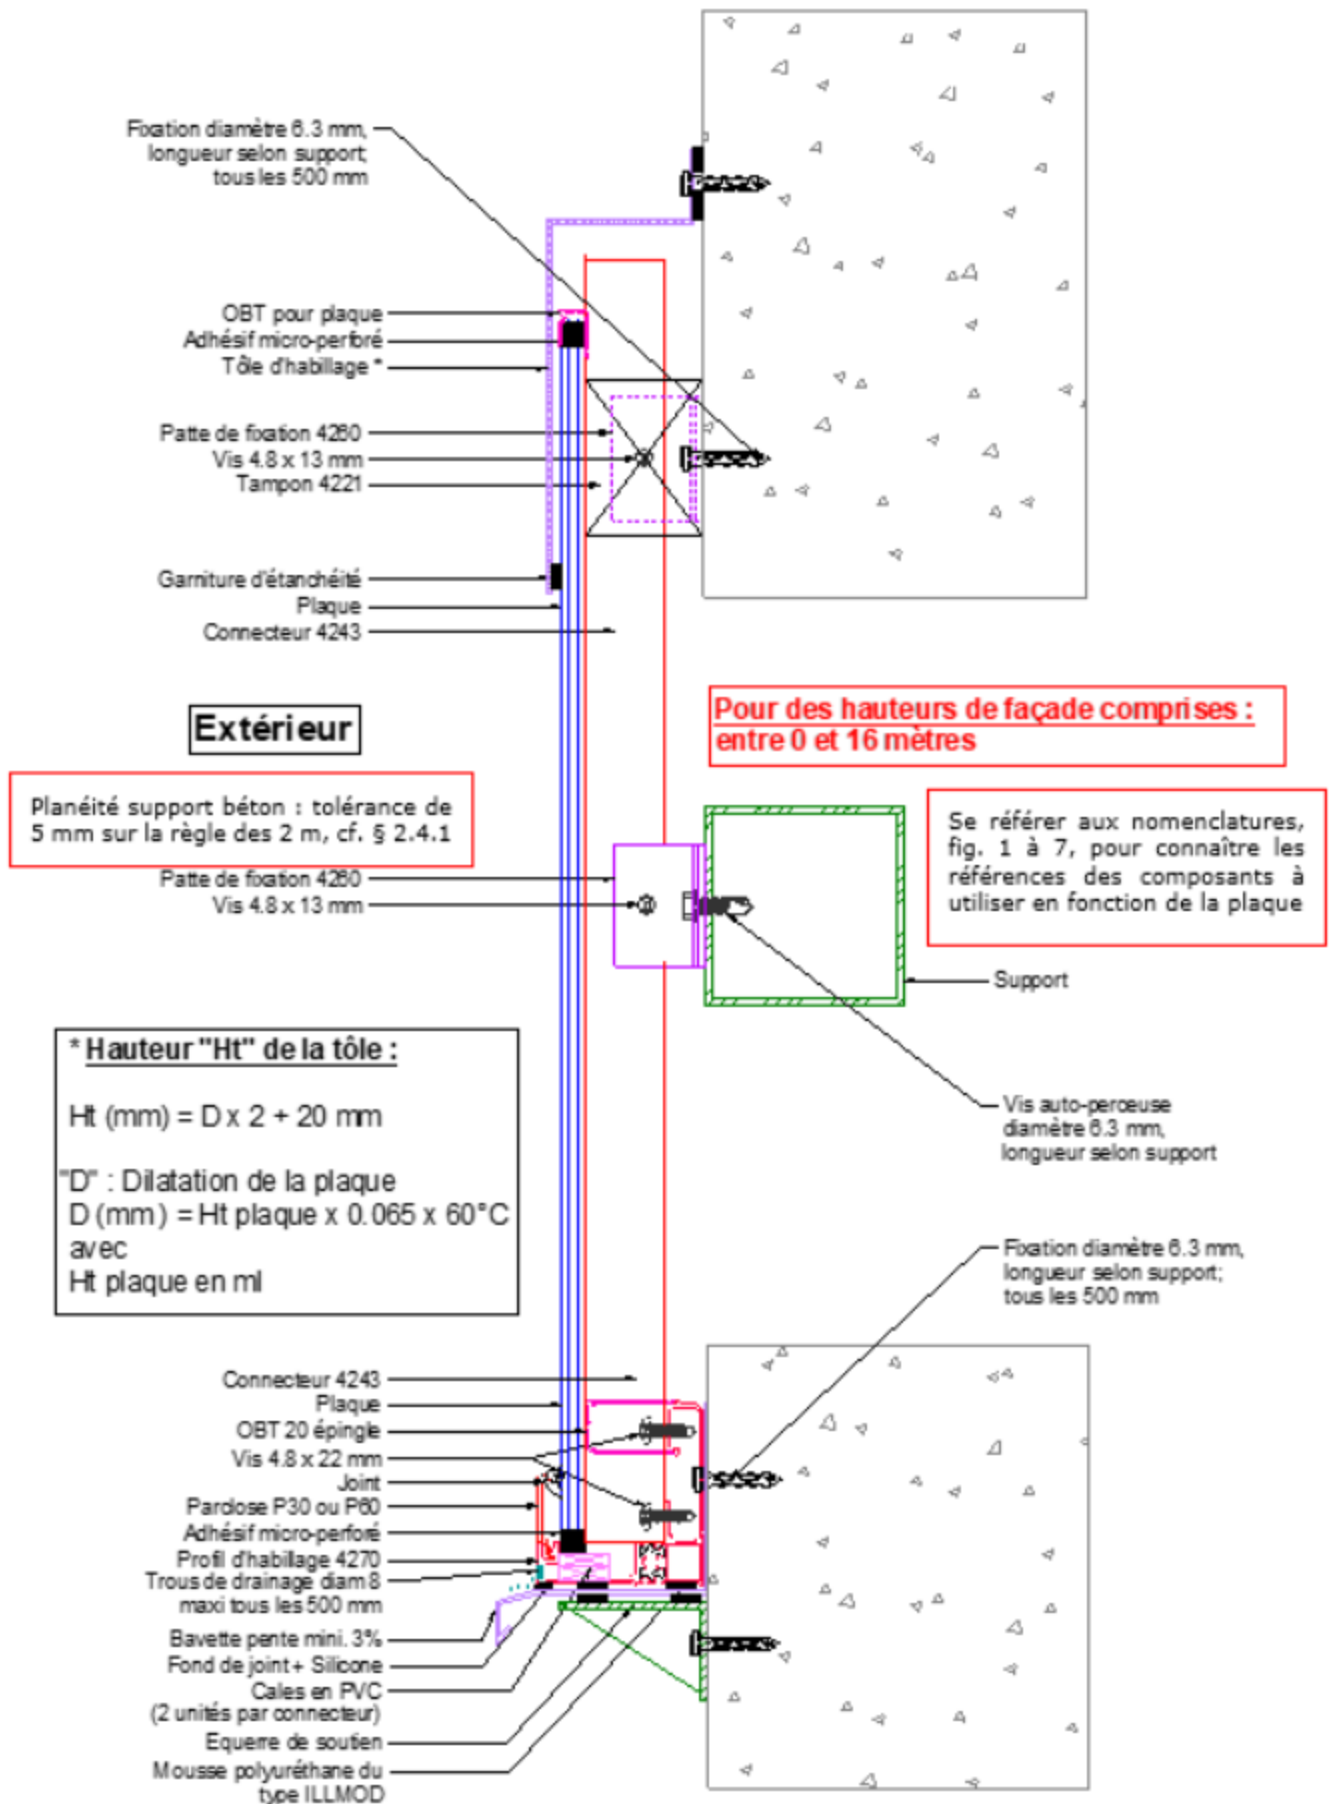 Fixation diamètre 6.3 mm,
longueur selon support;
tous les 500 mm
OBT pour plaque
Adhésif micro-perforé
Tôle d'habillage *
Patte de fixation 4260
Vis 4.8 x 13 mm
Tampon 4221
Garniture d'étanchéité
Plaque
Connecteur 4243
Extérieur
Pour des hauteurs de façade comprises :
entre 0 et 16 mètres
Planéité support béton : tolérance de
5 mm sur la règle des 2 m, cf. § 2.4.1
Se référer aux nomenclatures,
fig. 1 à 7, pour connaître les
références des composants à
utiliser en fonction de la plaque
Patte de fixation 4260
Vis 4.8 x 13 mm
Support
* Hauteur "Ht" de la tôle :
Ht (mm) = D x 2 + 20 mm
"D" : Dilatation de la plaque
D (mm) = Ht plaque x 0.065 x 60°C
avec
Ht plaque en ml
Vis auto-perceuse
diamètre 6.3 mm,
longueur selon support
Fixation diamètre 6.3 mm,
longueur selon support;
tous les 500 mm
Connecteur 4243
Plaque
OBT 20 épingle
Vis 4.8 x 22 mm
Joint
Parclose P30 ou P60
Adhésif micro-perforé
Profil d'habillage 4270
Trous de drainage diam 8
maxi tous les 500 mm
Bavette pente mini. 3%
Fond de joint + Silicone
Cales en PVC
(2 unités par connecteur)
Equerre de soutien
Mousse polyuréthane du
type ILLMOD